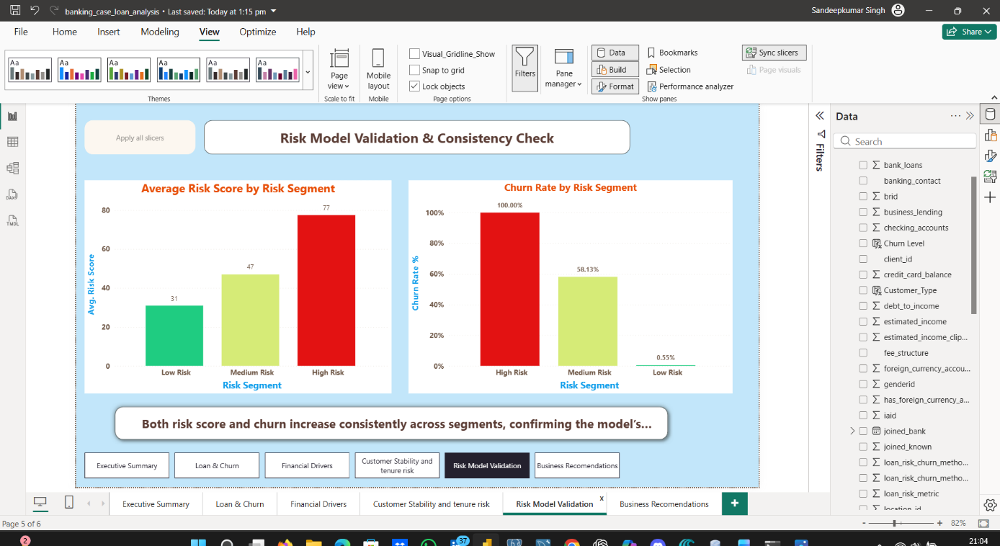 banking_case_loan_analysis • Last saved: Today at 1:15 pm
Sandeepkumar Singh
File Home Insert Modeling View Optimize Help
Share
Aa Aa Aa Aa Aa Aa
Themes
Page view
Scale to fit
Mobile layout
Mobile
Visual_Gridline_Show
Snap to grid
Lock objects
Page options
Filters
Pane manager
Data
Build
Format
Bookmarks
Selection
Performance analyzer
Sync slicers
Page visuals
Show panes
DAX
TMDL
Apply all slicers
Risk Model Validation & Consistency Check
Average Risk Score by Risk Segment
Avg. Risk Score
80
60
40
20
0
31
47
77
Low Risk Medium Risk High Risk
Risk Segment
Churn Rate by Risk Segment
Churn Rate %
100%
80%
60%
40%
20%
0%
100.00%
58.13%
0.55%
High Risk Medium Risk Low Risk
Risk Segment
Both risk score and churn increase consistently across segments, confirming the model's...
Executive Summary
Loan & Churn
Financial Drivers
Customer Stability and
tenure risk
Risk Model Validation
Business Recomendations
Filters
Data
Search
bank_loans
banking_contact
brid
business_lending
checking_accounts
Churn Level
client_id
credit_card_balance
Customer_Type
debt_to_income
estimated_income
estimated_income_clip...
fee_structure
foreign_currency_accou...
genderid
has_foreign_currency_a...
iaid
joined_bank
joined_known
loan_risk_churn_metho...
loan_risk_churn_metho...
loan_risk_metric
location_id
Executive Summary
Loan & Churn
Financial Drivers
Customer Stability and tenure risk
Risk Model Validation x
Business Recomendations
+
Page 5 of 6
- + 82%
2
37
21:04